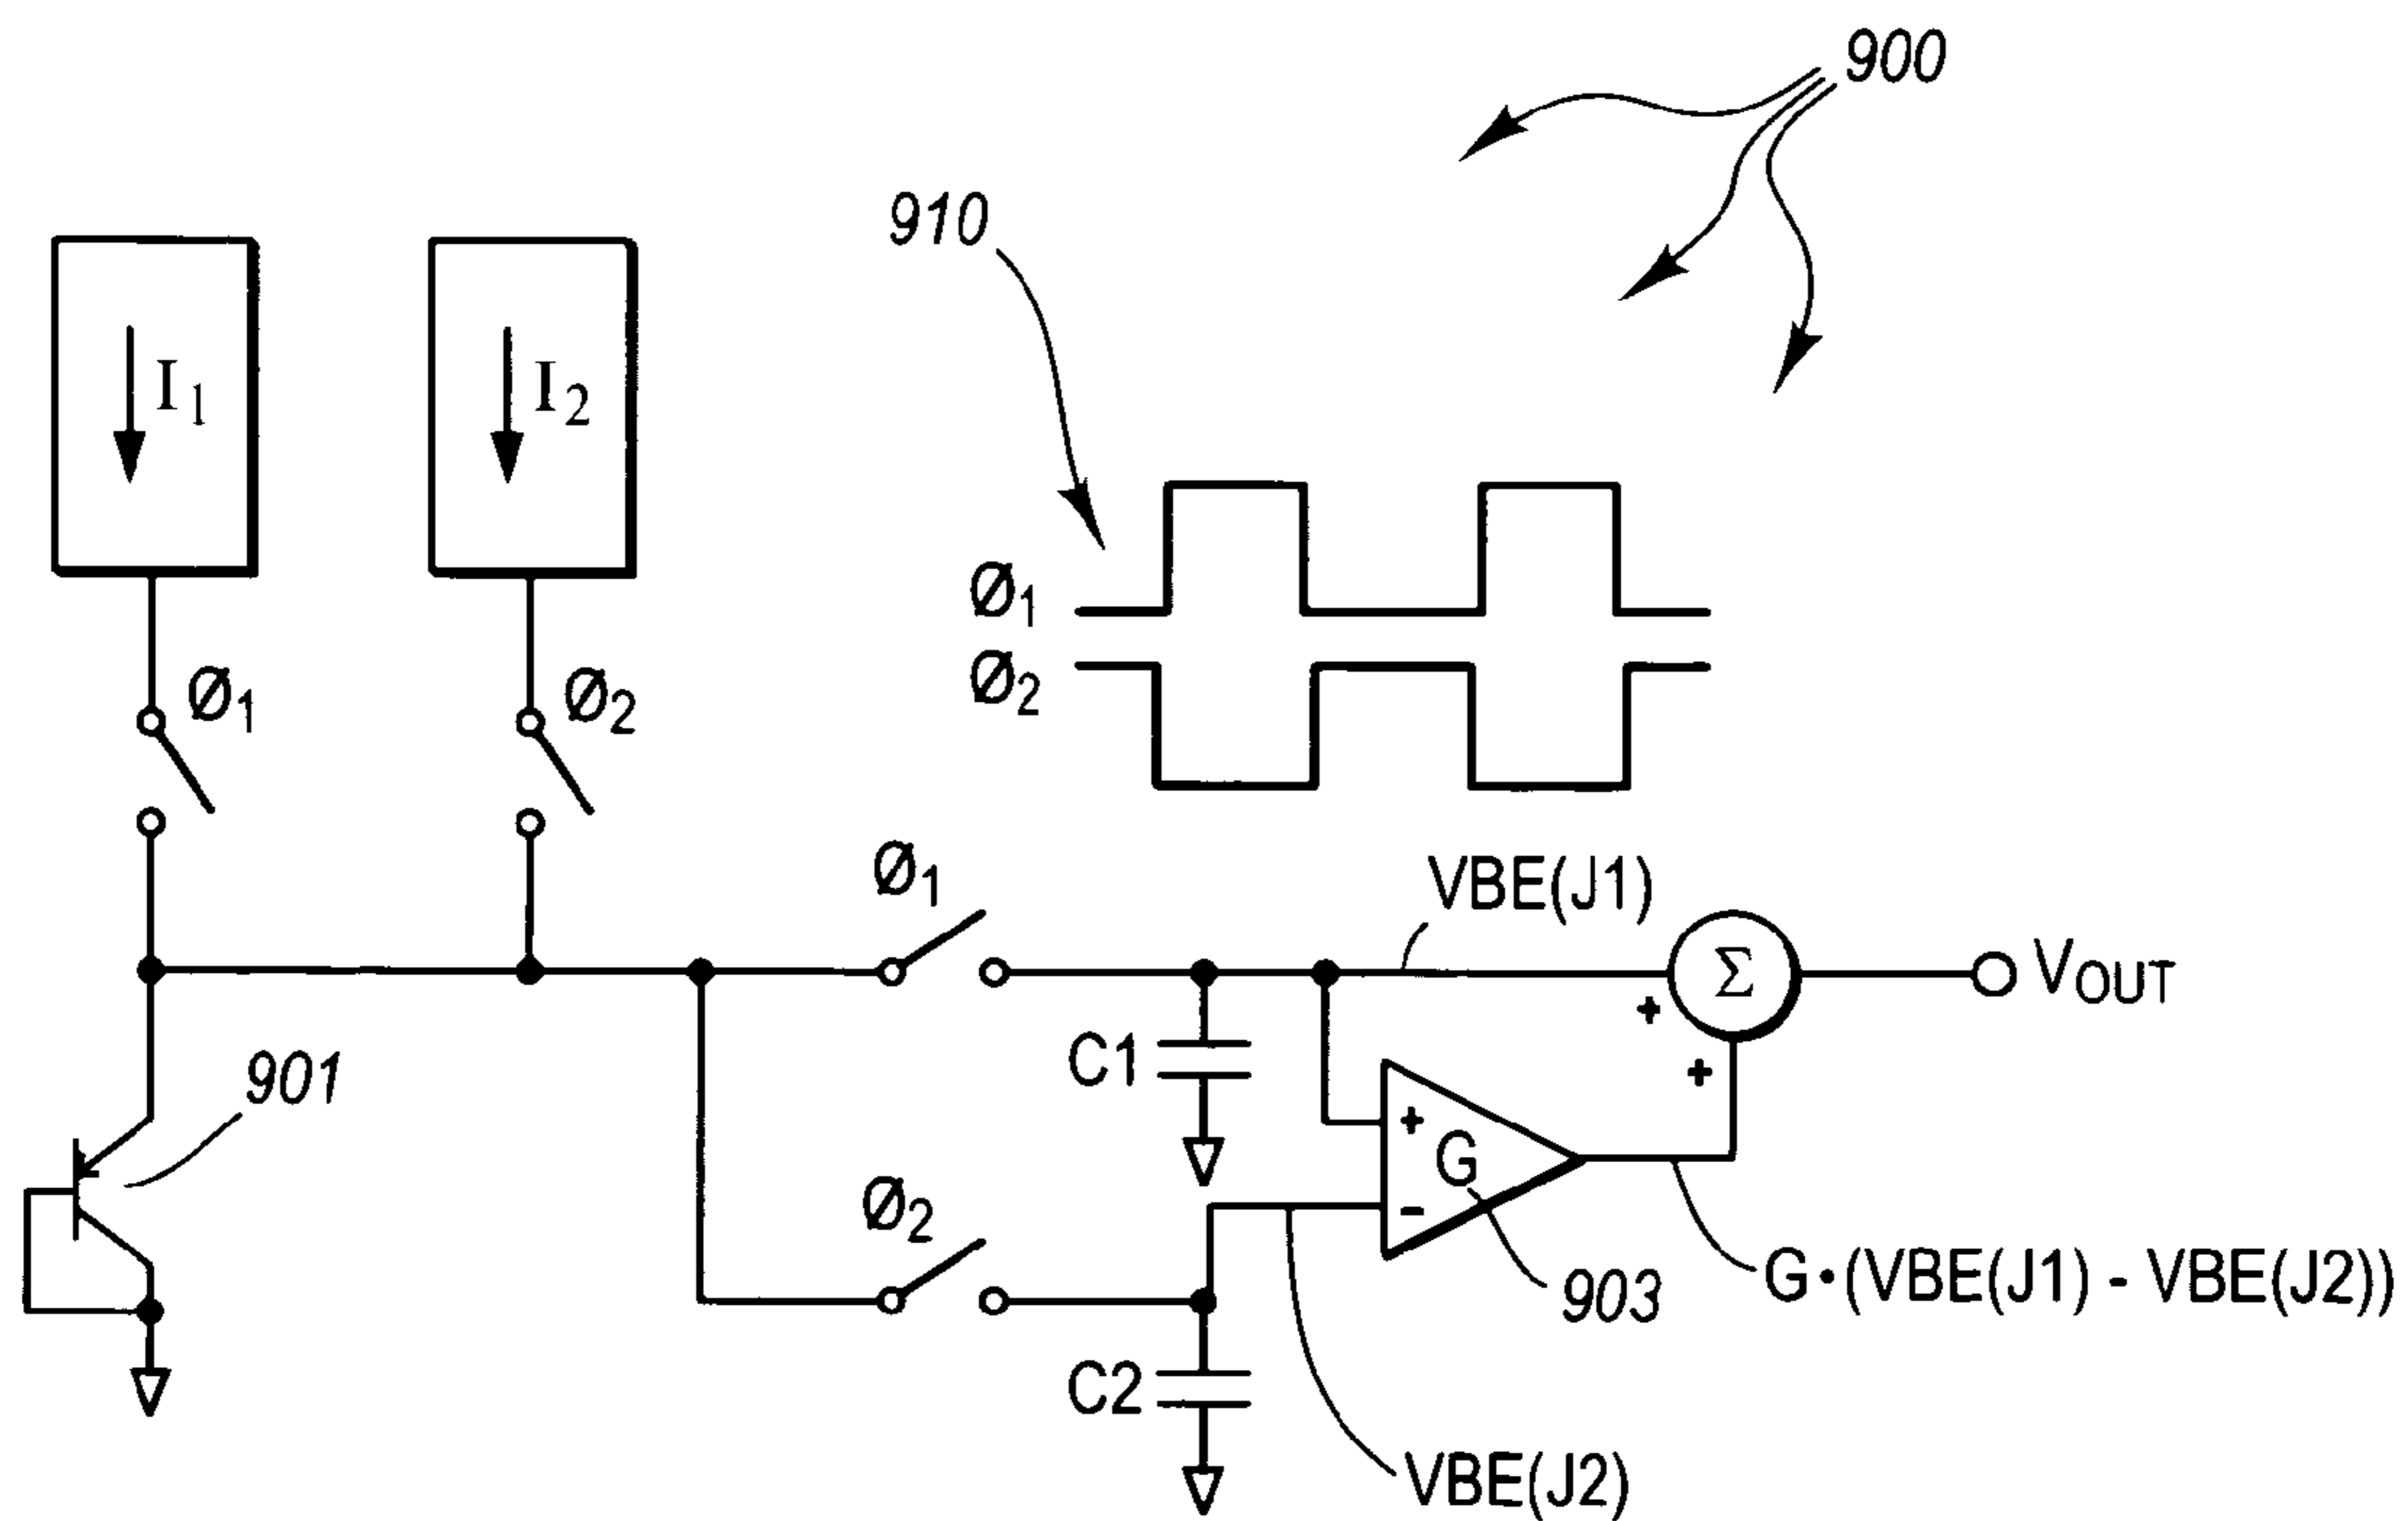 900
910
I1
I2
Ø1
Ø2
Ø1
Ø2
Ø1
VBE(J1)
Σ
VOUT
+
C1
+
901
+
G
Ø2
-
903
G•(VBE(J1) - VBE(J2))
C2
VBE(J2)